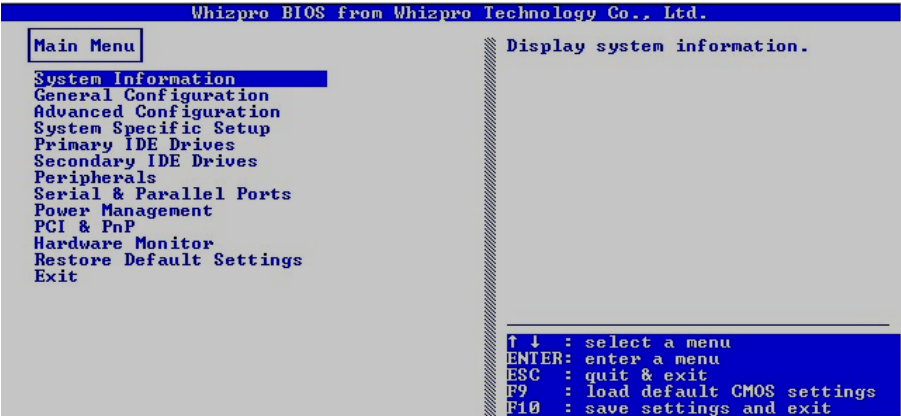 Whizpro BIOS from Whizpro Technology Co., Ltd.
Main Menu
System Information
General Configuration
Advanced Configuration
System Specific Setup
Primary IDE Drives
Secondary IDE Drives
Peripherals
Serial & Parallel Ports
Power Management
PCI & PnP
Hardware Monitor
Restore Default Settings
Exit
Display system information.
↑ ↓ : select a menu
ENTER: enter a menu
ESC : quit & exit
F9 : load default CMOS settings
F10 : save settings and exit